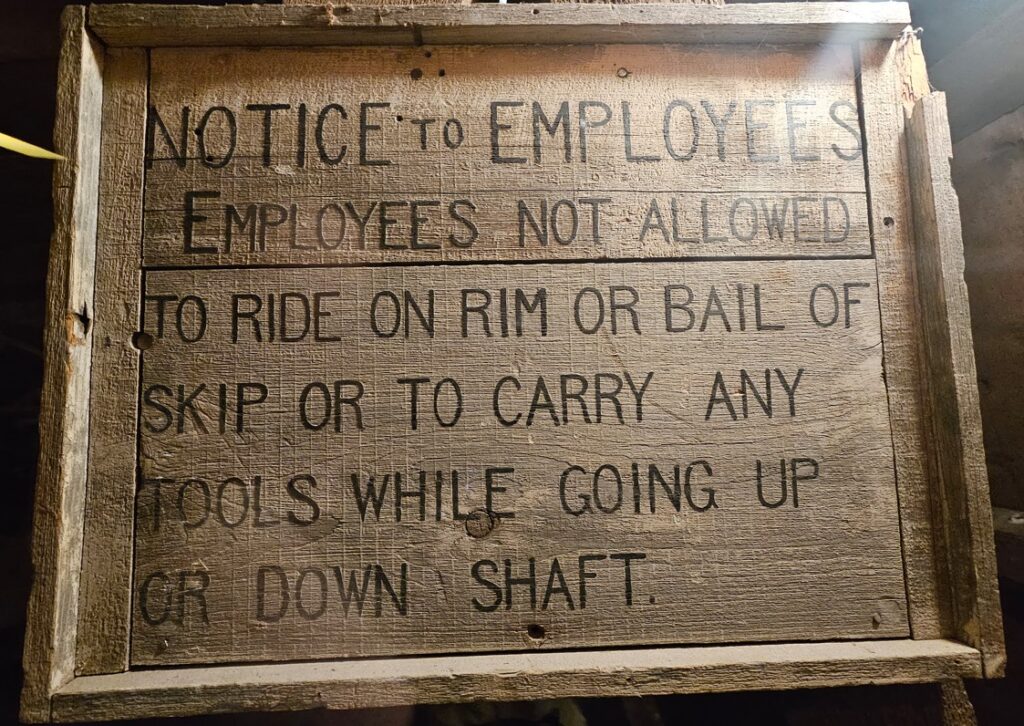 NOTICE TO EMPLOYEES
EMPLOYEES NOT ALLOWED
TO RIDE ON RIM OR BAIL OF
SKIP OR TO CARRY ANY
TOOLS WHILE GOING UP
OR DOWN SHAFT.